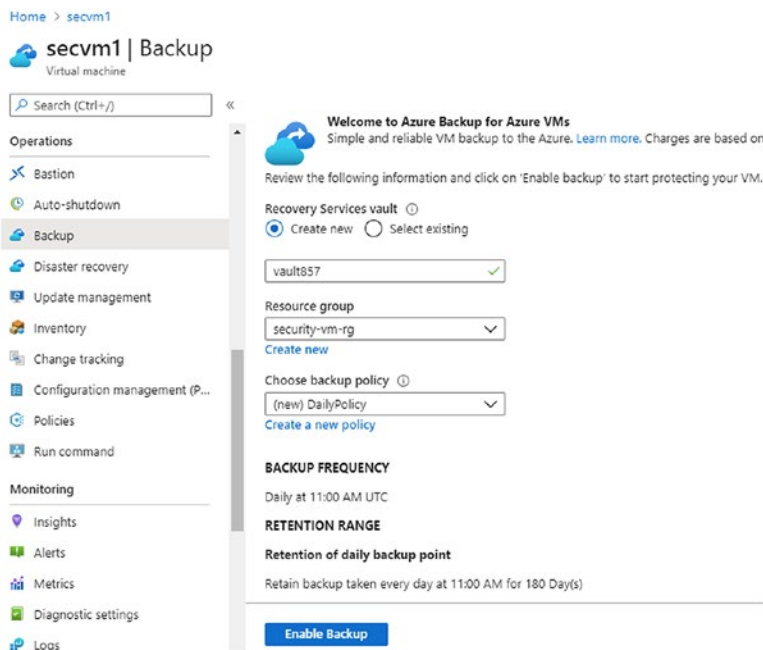 Home > secvm1
secvm1 | Backup
Virtual machine
Search (Ctrl+/)
«
Operations
Bastion
Auto-shutdown
Backup
Disaster recovery
Update management
Inventory
Change tracking
Configuration management (P...
Policies
Run command
Monitoring
Insights
Alerts
Metrics
Diagnostic settings
Logs
Welcome to Azure Backup for Azure VMs
Simple and reliable VM backup to the Azure. Learn more. Charges are based on
Review the following information and click on 'Enable backup' to start protecting your VM.
Recovery Services vault
Create new Select existing
vault857
Resource group
security-vm-rg
Create new
Choose backup policy
(new) DailyPolicy
Create a new policy
BACKUP FREQUENCY
Daily at 11:00 AM UTC
RETENTION RANGE
Retention of daily backup point
Retain backup taken every day at 11:00 AM for 180 Day(s)
Enable Backup